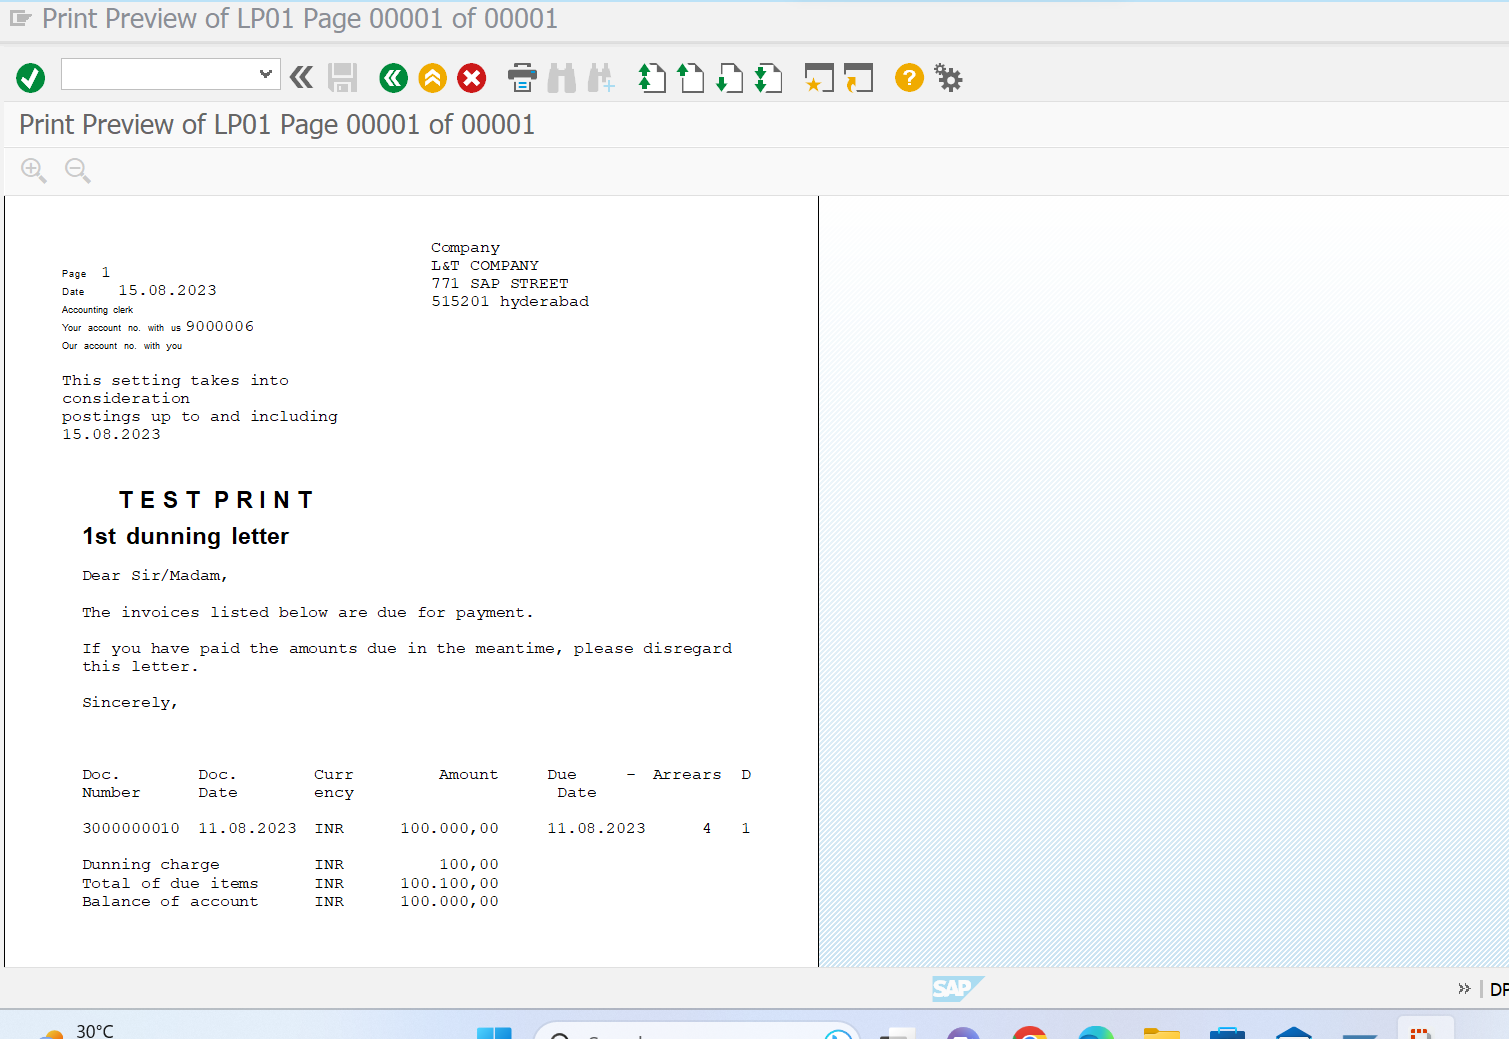 Print Preview of LP01 Page 00001 of 00001
Print Preview of LP01 Page 00001 of 00001
Company
L&T COMPANY
771 SAP STREET
515201 hyderabad
Page 1
Date 15.08.2023
Accounting clerk
Your account no. with us 9000006
Our account no. with you
This setting takes into
consideration
postings up to and including
15.08.2023
TEST PRINT
1st dunning letter
Dear Sir/Madam,
The invoices listed below are due for payment.
If you have paid the amounts due in the meantime, please disregard
this letter.
Sincerely,
Doc. Doc. Curr Amount Due - Arrears D
Number Date ency Date
3000000010 11.08.2023 INR 100.000,00 11.08.2023 4 1
Dunning charge INR 100,00
Total of due items INR 100.100,00
Balance of account INR 100.000,00
SAP
30°C